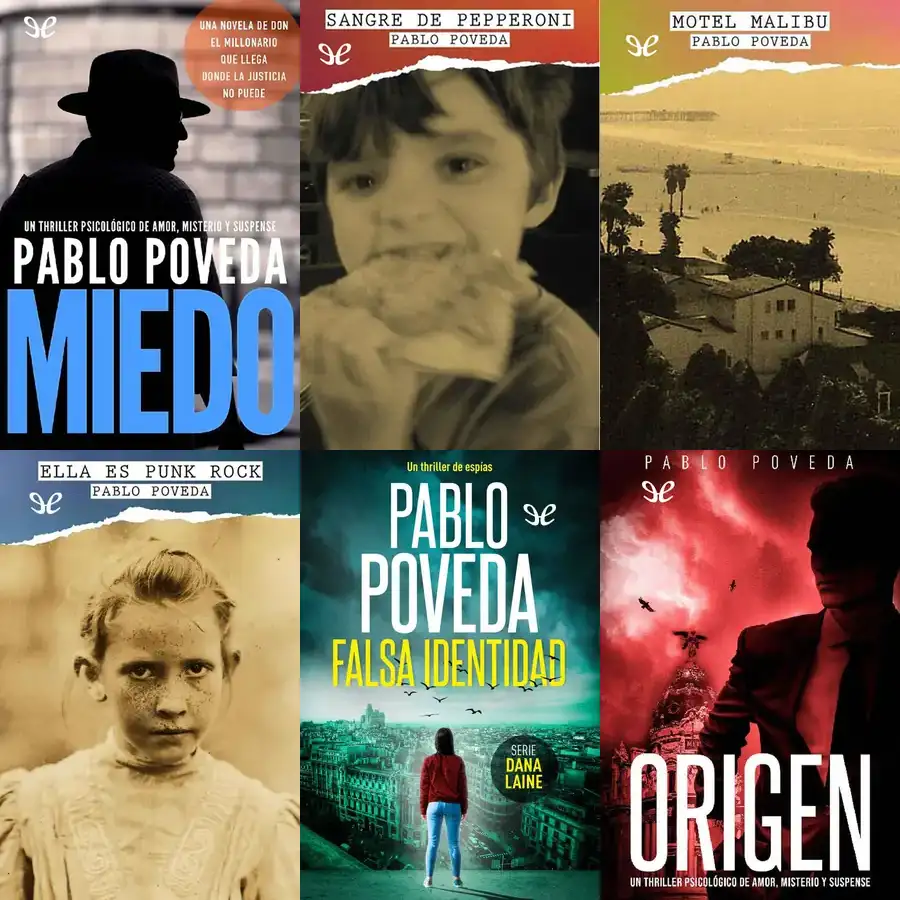 UNA NOVELA DE DON
EL MILLONARIO
QUE LLEGA
DONDE LA JUSTICIA
NO PUEDE
UN THRILLER PSICOLÓGICO DE AMOR, MISTERIO Y SUSPENSE
PABLO POVEDA
MIEDO
SANGRE DE PEPPERONI
PABLO POVEDA
MOTEL MALIBU
PABLO POVEDA
ELLA ES PUNK ROCK
PABLO POVEDA
Un thriller de espías
PABLO
POVEDA
FALSA IDENTIDAD
SERIE
DANA
LAINE
PABLO POVEDA
ORIGEN
UN THRILLER PSICOLÓGICO DE AMOR, MISTERIO Y SUSPENSE